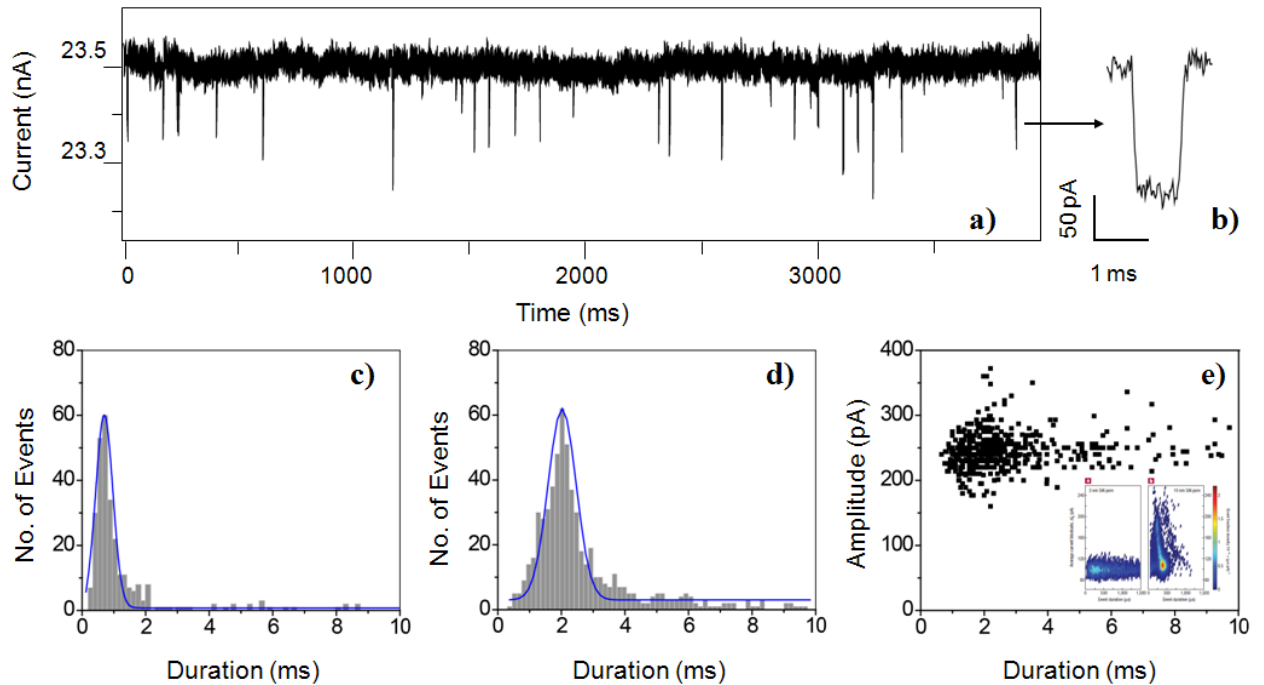 Current (nA)
23.5
23.3
a)
0
1000
2000
3000
Time (ms)
50 pA
1 ms
b)
No. of Events
80
60
40
20
0
c)
0
2
4
6
8
10
Duration (ms)
No. of Events
80
60
40
20
0
d)
0
2
4
6
8
10
Duration (ms)
Amplitude (pA)
400
300
200
100
0
e)
0
2
4
6
8
10
Duration (ms)
a
b